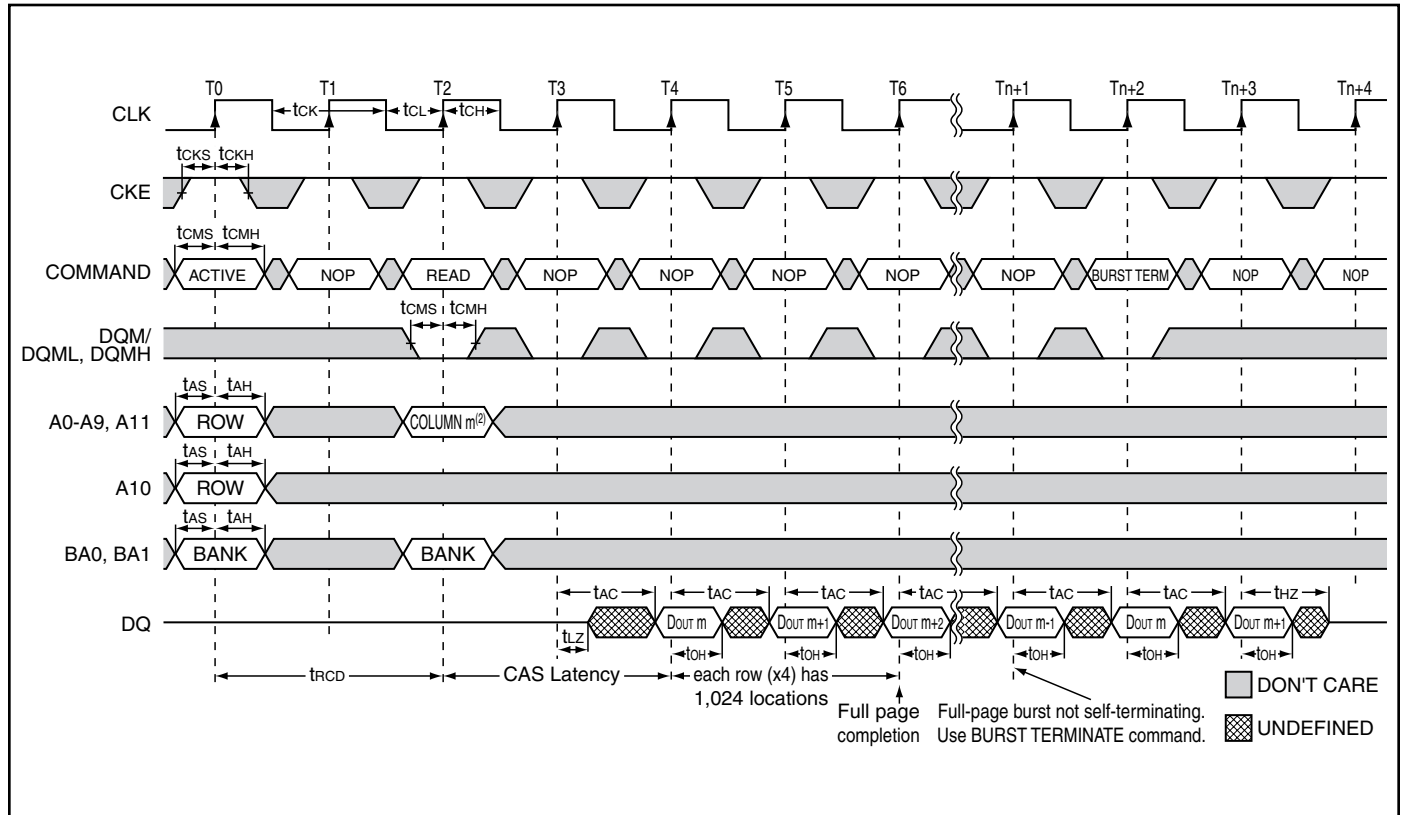 T0 T1 T2 T3 T4 T5 T6 Tn+1 Tn+2 Tn+3 Tn+4
CLK
tCK tCL tCH
tCKS tCKH
CKE
tCMS tCMH
COMMAND ACTIVE NOP READ NOP NOP NOP NOP NOP BURST TERM NOP NOP
tCMS tCMH
DQM/
DQML, DQMH
tAS tAH
A0-A9, A11 ROW COLUMN m(2)
tAS tAH
A10 ROW
tAS tAH
BA0, BA1 BANK BANK
tAC tAC tAC tAC tAC tAC tHZ
DQ DOUT m DOUT m+1 DOUT m+2 DOUT m-1 DOUT m DOUT m+1
tLZ tOH tOH tOH tOH tOH tOH
tRCD CAS Latency each row (x4) has
1,024 locations
Full page
completion
Full-page burst not self-terminating.
Use BURST TERMINATE command.
DON'T CARE
UNDEFINED